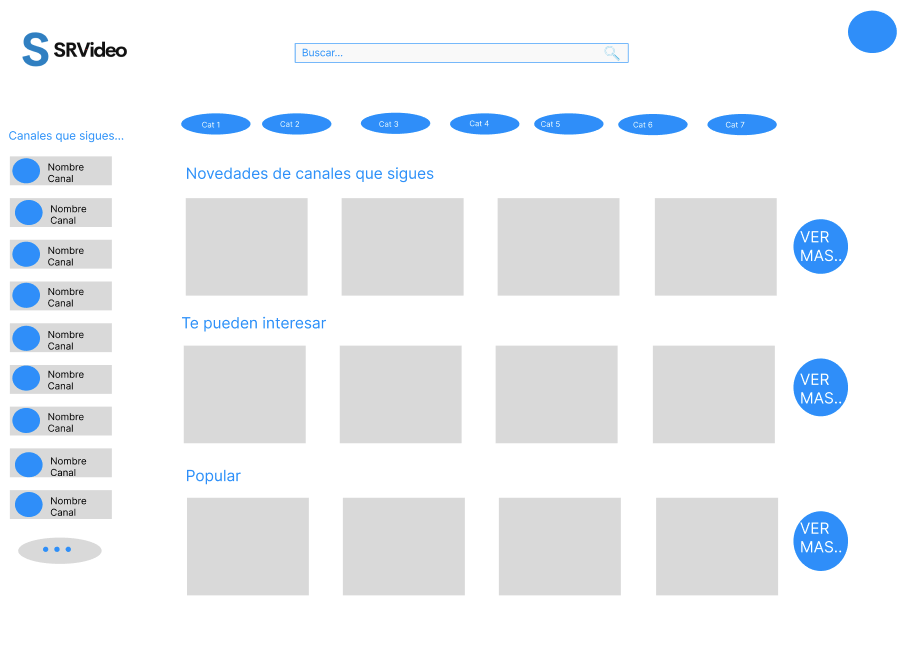 S SRVideo
Buscar...
Cat 1 Cat 2 Cat 3 Cat 4 Cat 5 Cat 6 Cat 7
Canales que sigues...
Nombre
Canal
Nombre
Canal
Nombre
Canal
Nombre
Canal
Nombre
Canal
Nombre
Canal
Nombre
Canal
Nombre
Canal
Nombre
Canal
Novedades de canales que sigues
VER
MAS..
Te pueden interesar
VER
MAS..
Popular
VER
MAS..